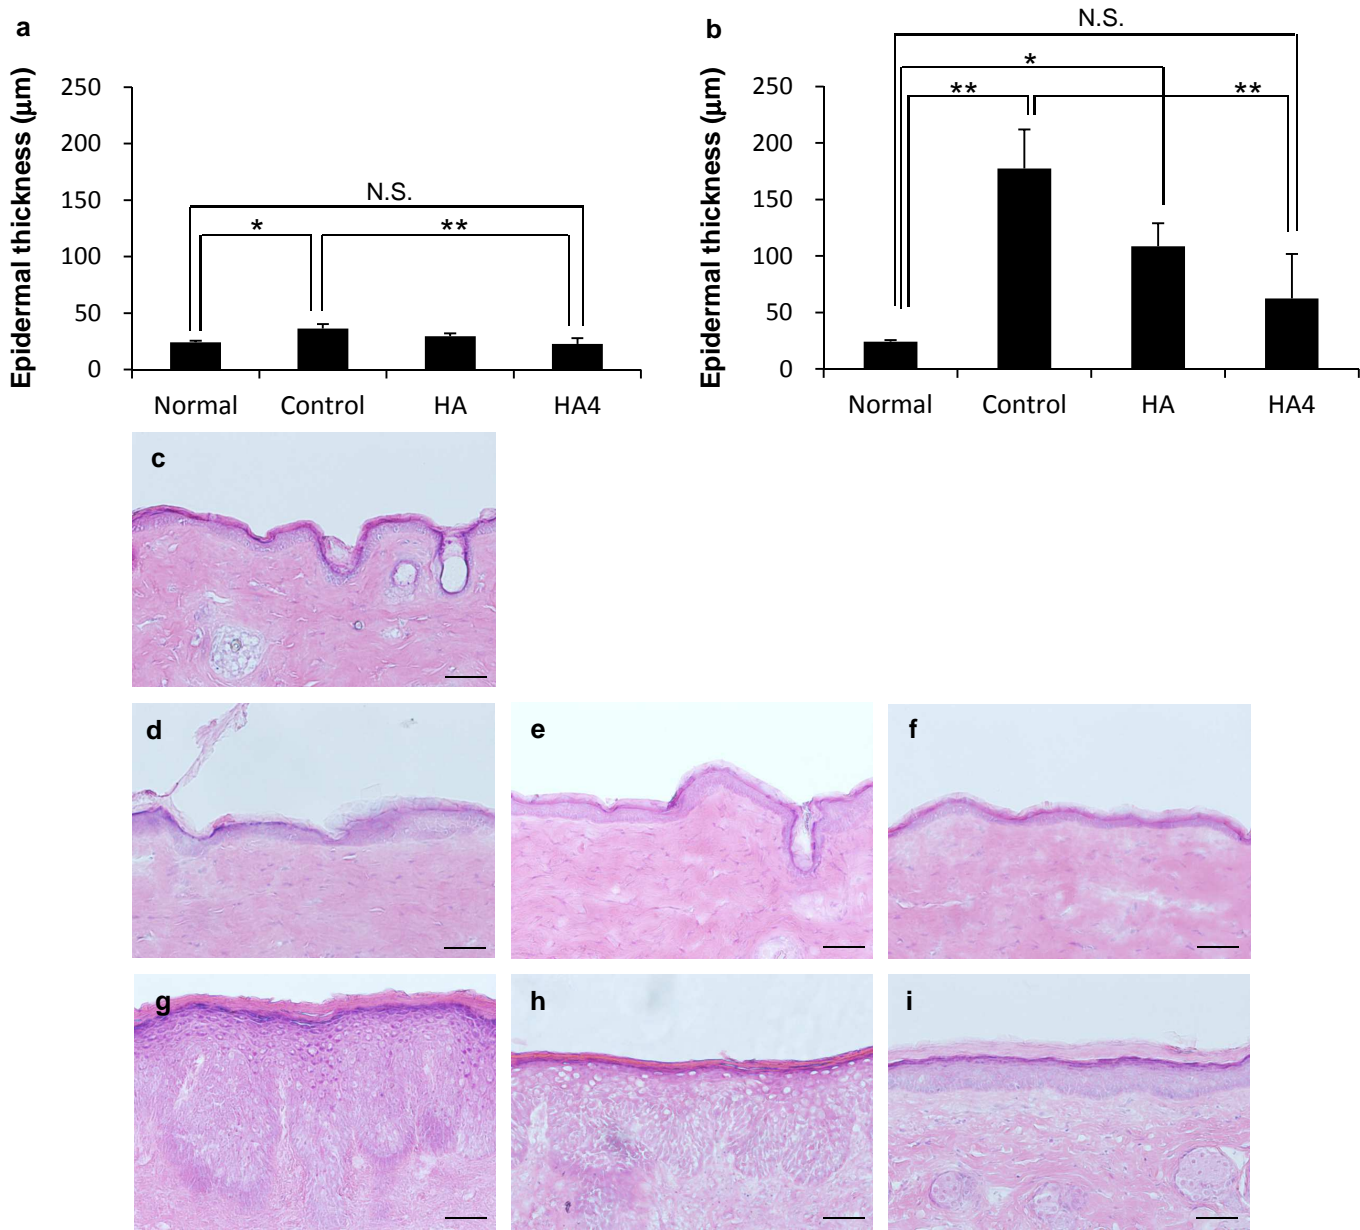 a
Epidermal thickness (μm)
250
200
150
100
50
0
N.S.
*
**
Normal Control HA HA4
b
Epidermal thickness (μm)
250
200
150
100
50
0
N.S.
*
**
**
Normal Control HA HA4
c
d
e
f
g
h
i